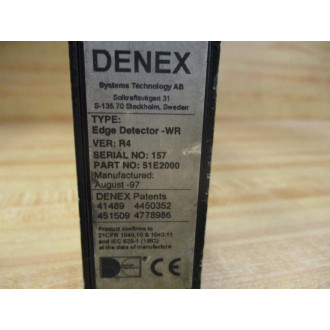 DENEX
Systems Technology AB
Solkraftsvägen 31
S-135 70 Stockholm, Sweden
TYPE:
Edge Detector -WR
VER: R4
SERIAL NO: 157
PART NO: 51E2000
Manufactured:
August -97
DENEX Patents
41489 4450352
451509 4778986
Product conforms to
21CFR 1040.10 & 1040.11
and IEC 825-1 (1993)
at the date of manufacture
CE